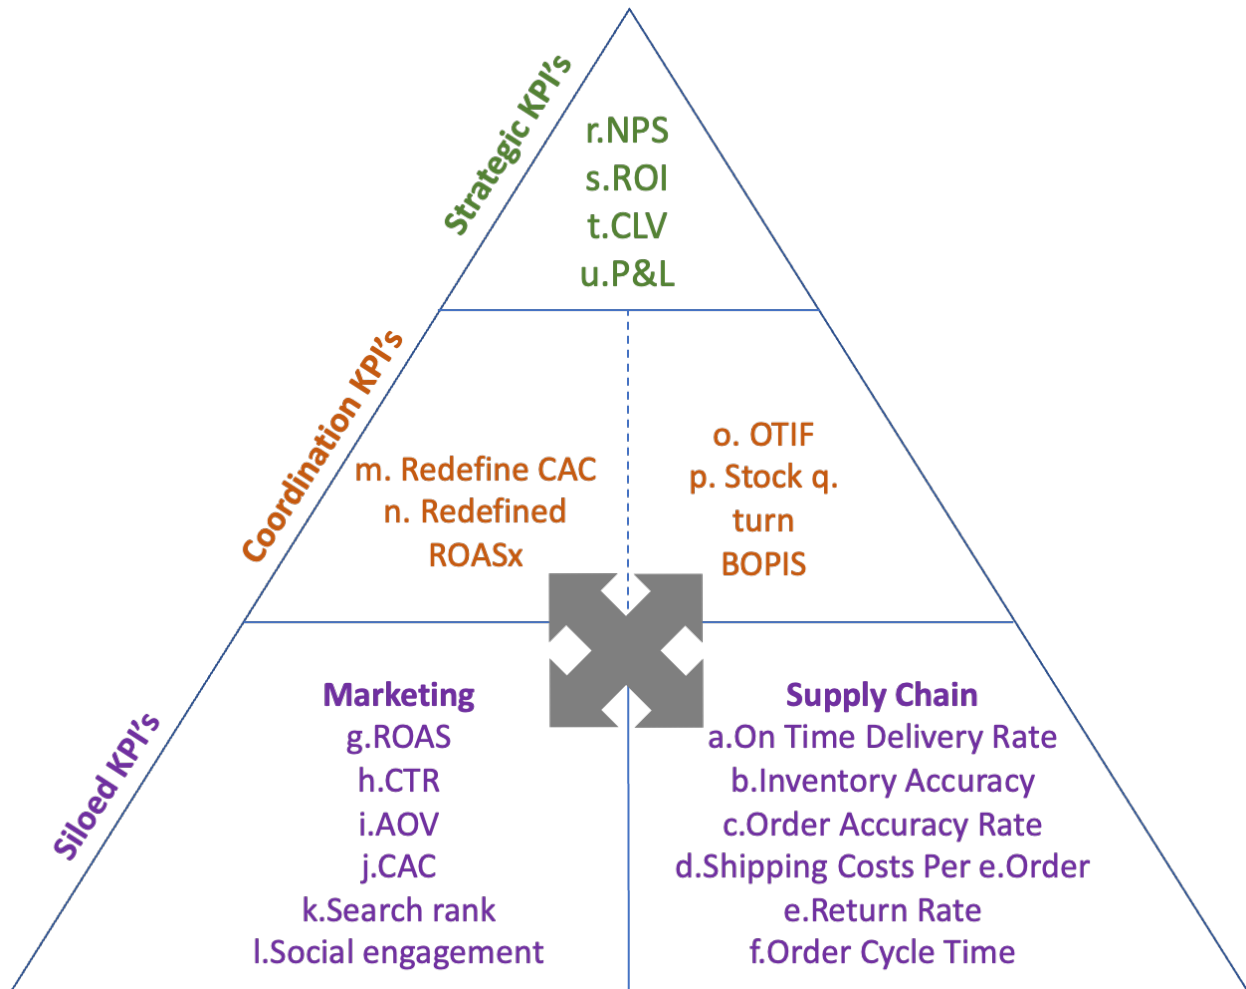 Strategic KPI's
r.NPS
s.ROI
t.CLV
u.P&L
Coordination KPI's
m. Redefine CAC
n. Redefined
ROASx
o. OTIF
p. Stock q.
turn
BOPIS
Siloed KPI's
Marketing
g.ROAS
h.CTR
i.AOV
j.CAC
k.Search rank
l.Social engagement
Supply Chain
a.On Time Delivery Rate
b.Inventory Accuracy
c.Order Accuracy Rate
d.Shipping Costs Per e.Order
e.Return Rate
f.Order Cycle Time